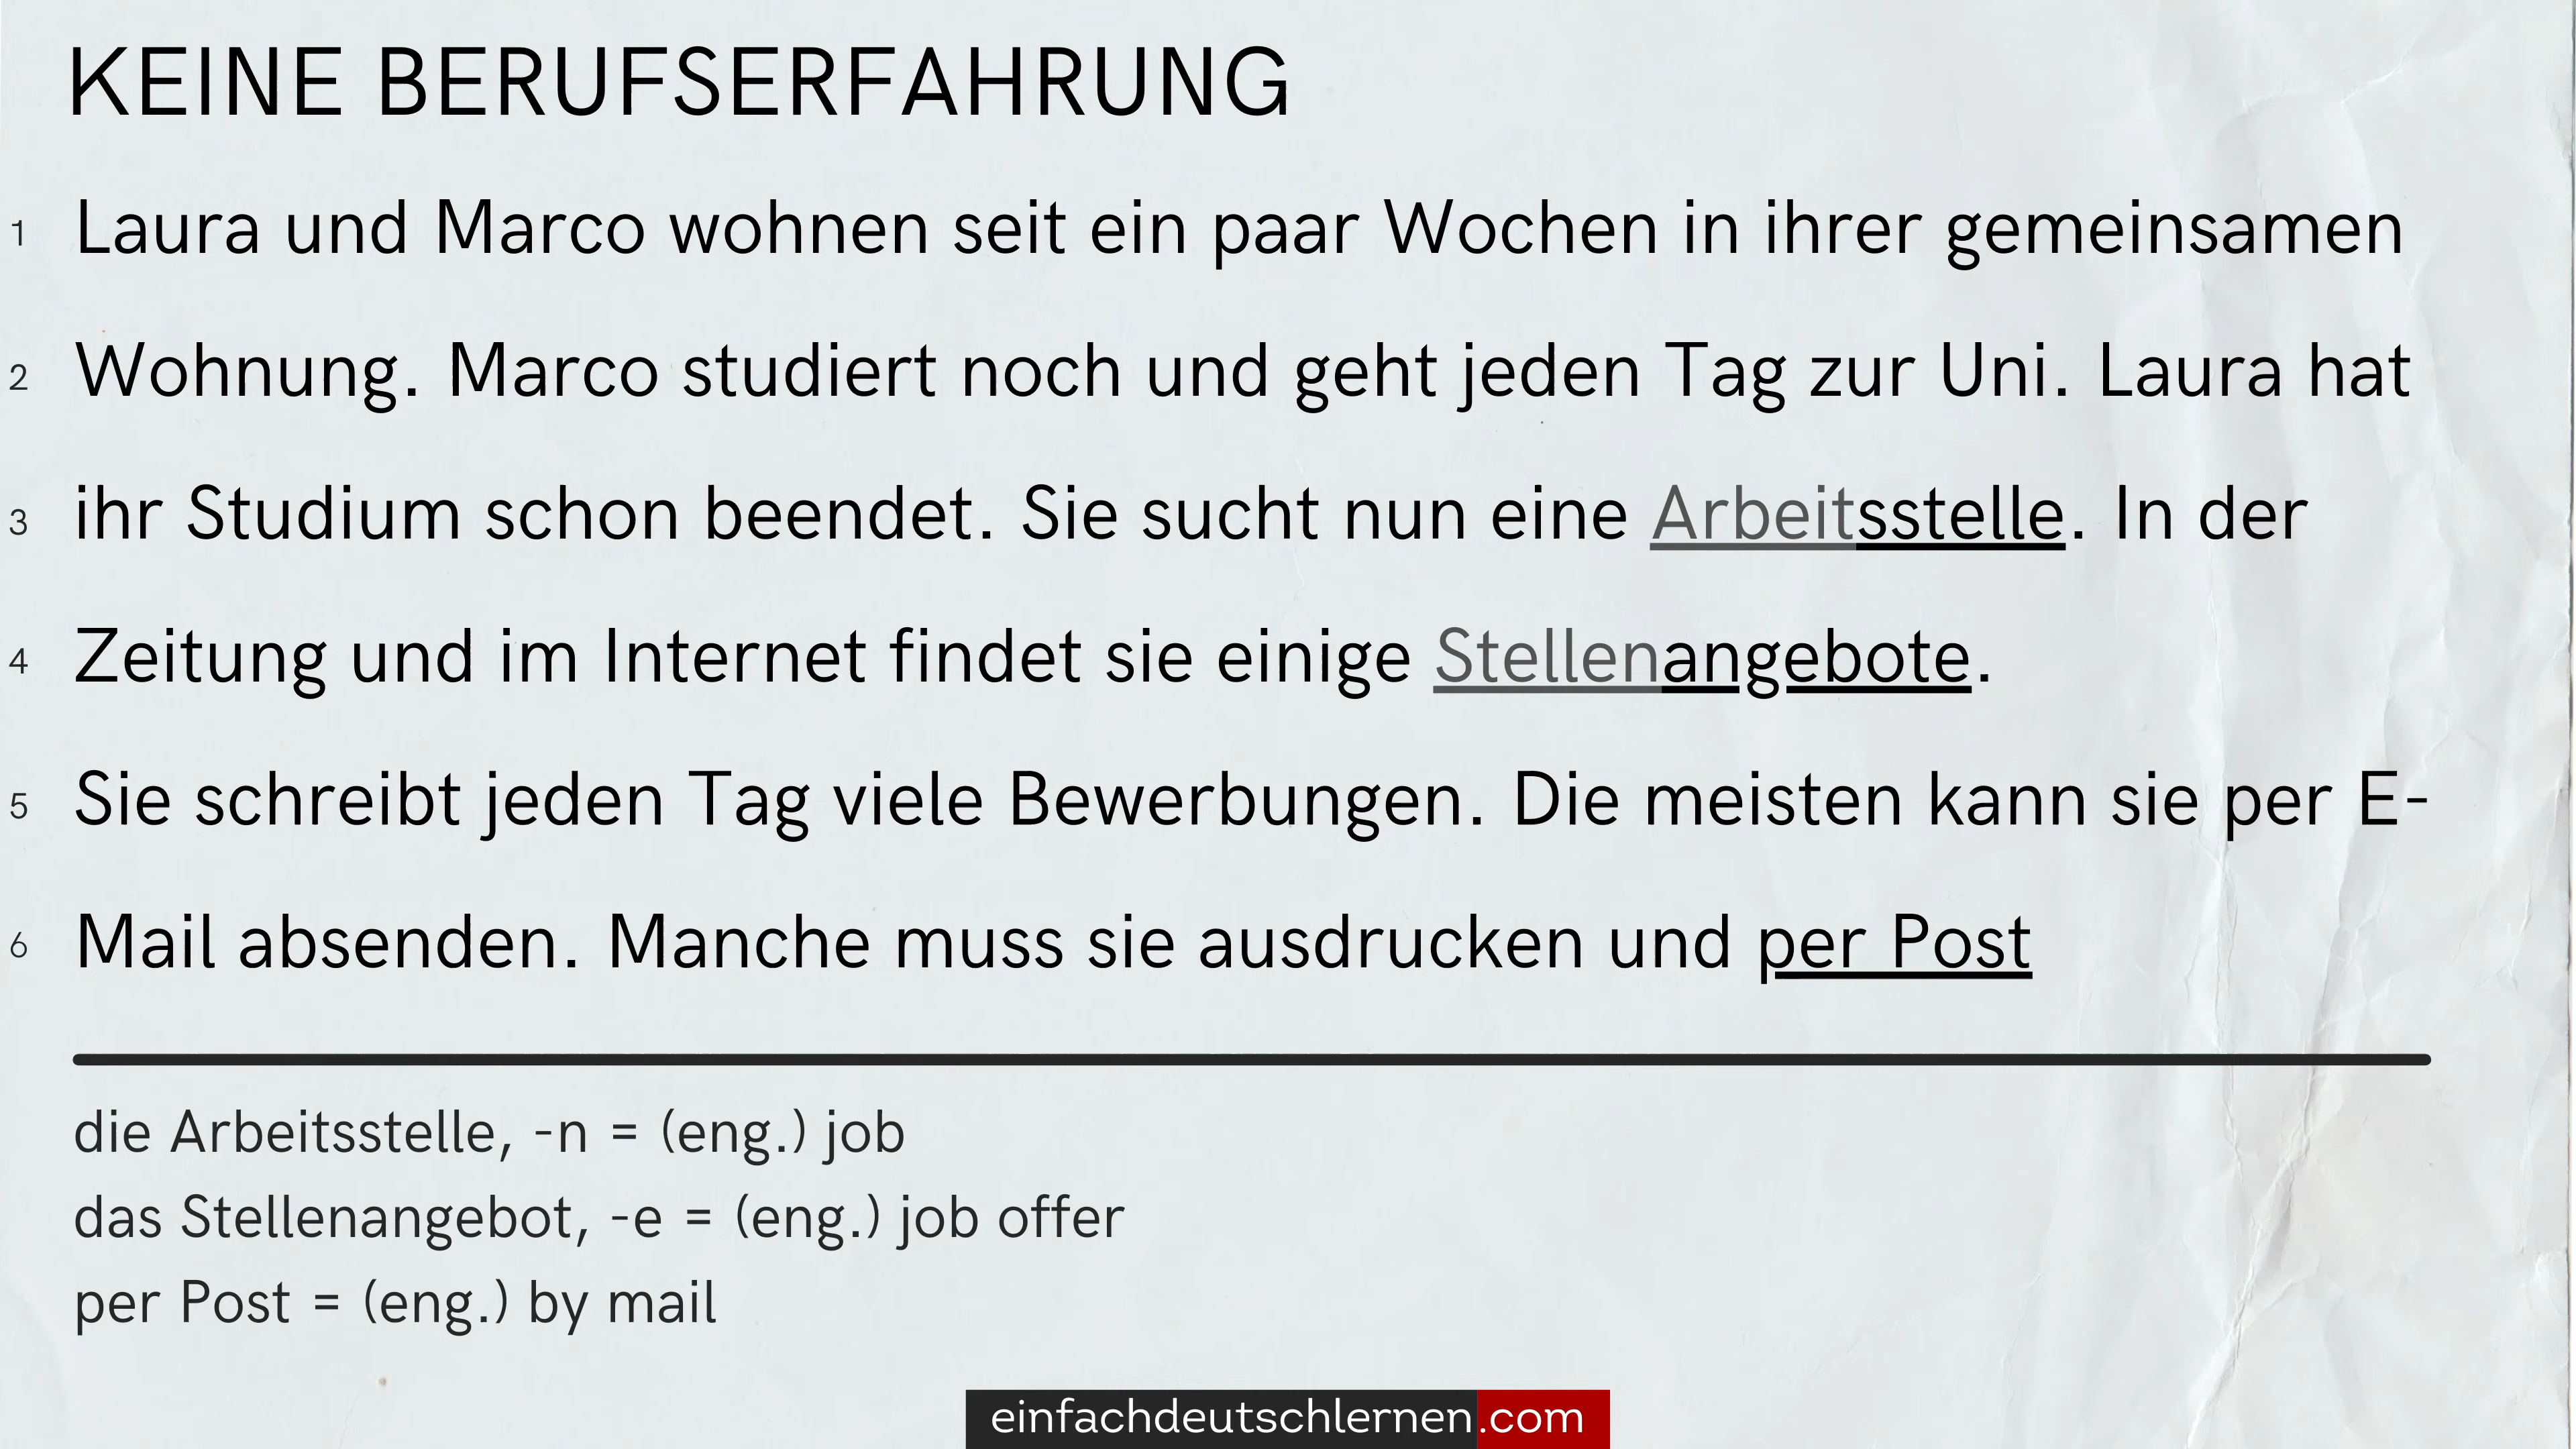 KEINE BERUFSERFAHRUNG
1 Laura und Marco wohnen seit ein paar Wochen in ihrer gemeinsamen
2 Wohnung. Marco studiert noch und geht jeden Tag zur Uni. Laura hat
3 ihr Studium schon beendet. Sie sucht nun eine Arbeitsstelle. In der
4 Zeitung und im Internet findet sie einige Stellenangebote.
5 Sie schreibt jeden Tag viele Bewerbungen. Die meisten kann sie per E-
6 Mail absenden. Manche muss sie ausdrucken und per Post
die Arbeitsstelle, -n = (eng.) job
das Stellenangebot, -e = (eng.) job offer
per Post = (eng.) by mail
einfachdeutschlernen.com